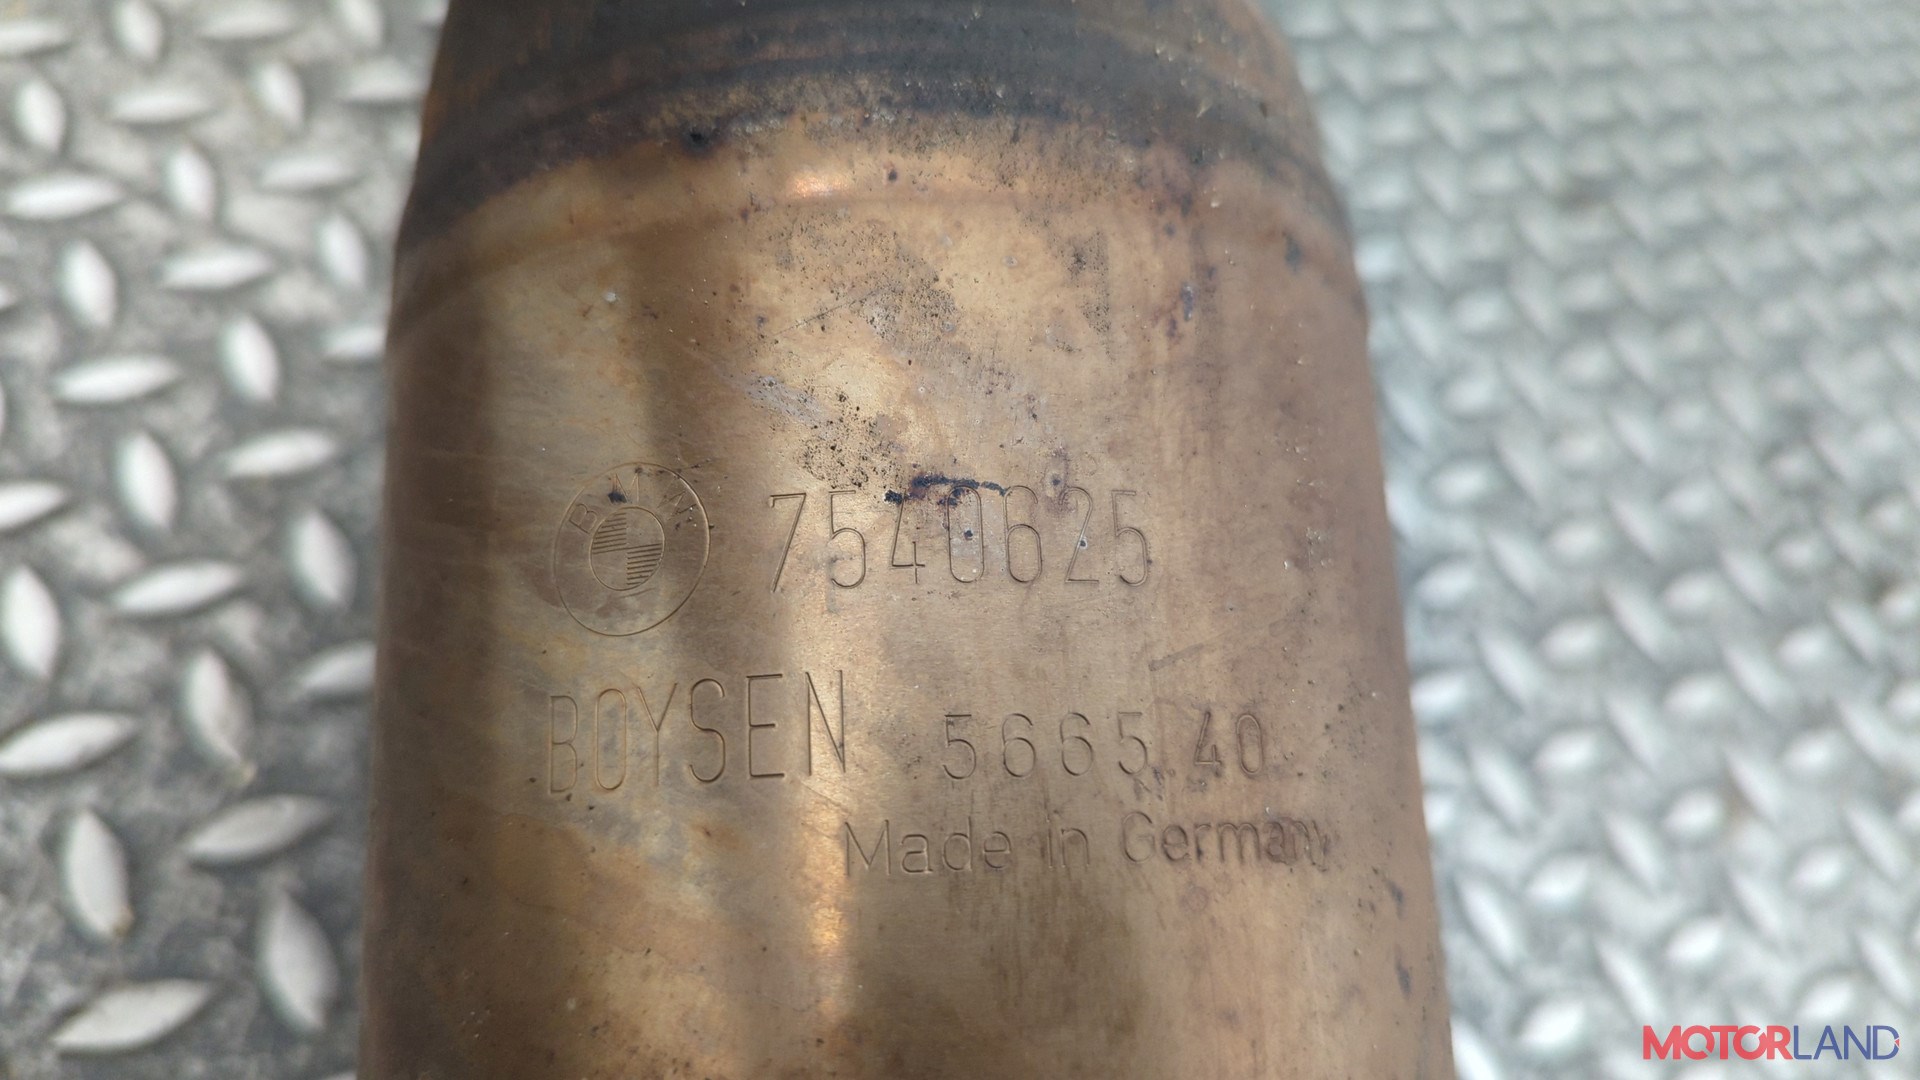 BMW 7540625
BOYSEN 5665 40
Made in Germany
MOTORLAND